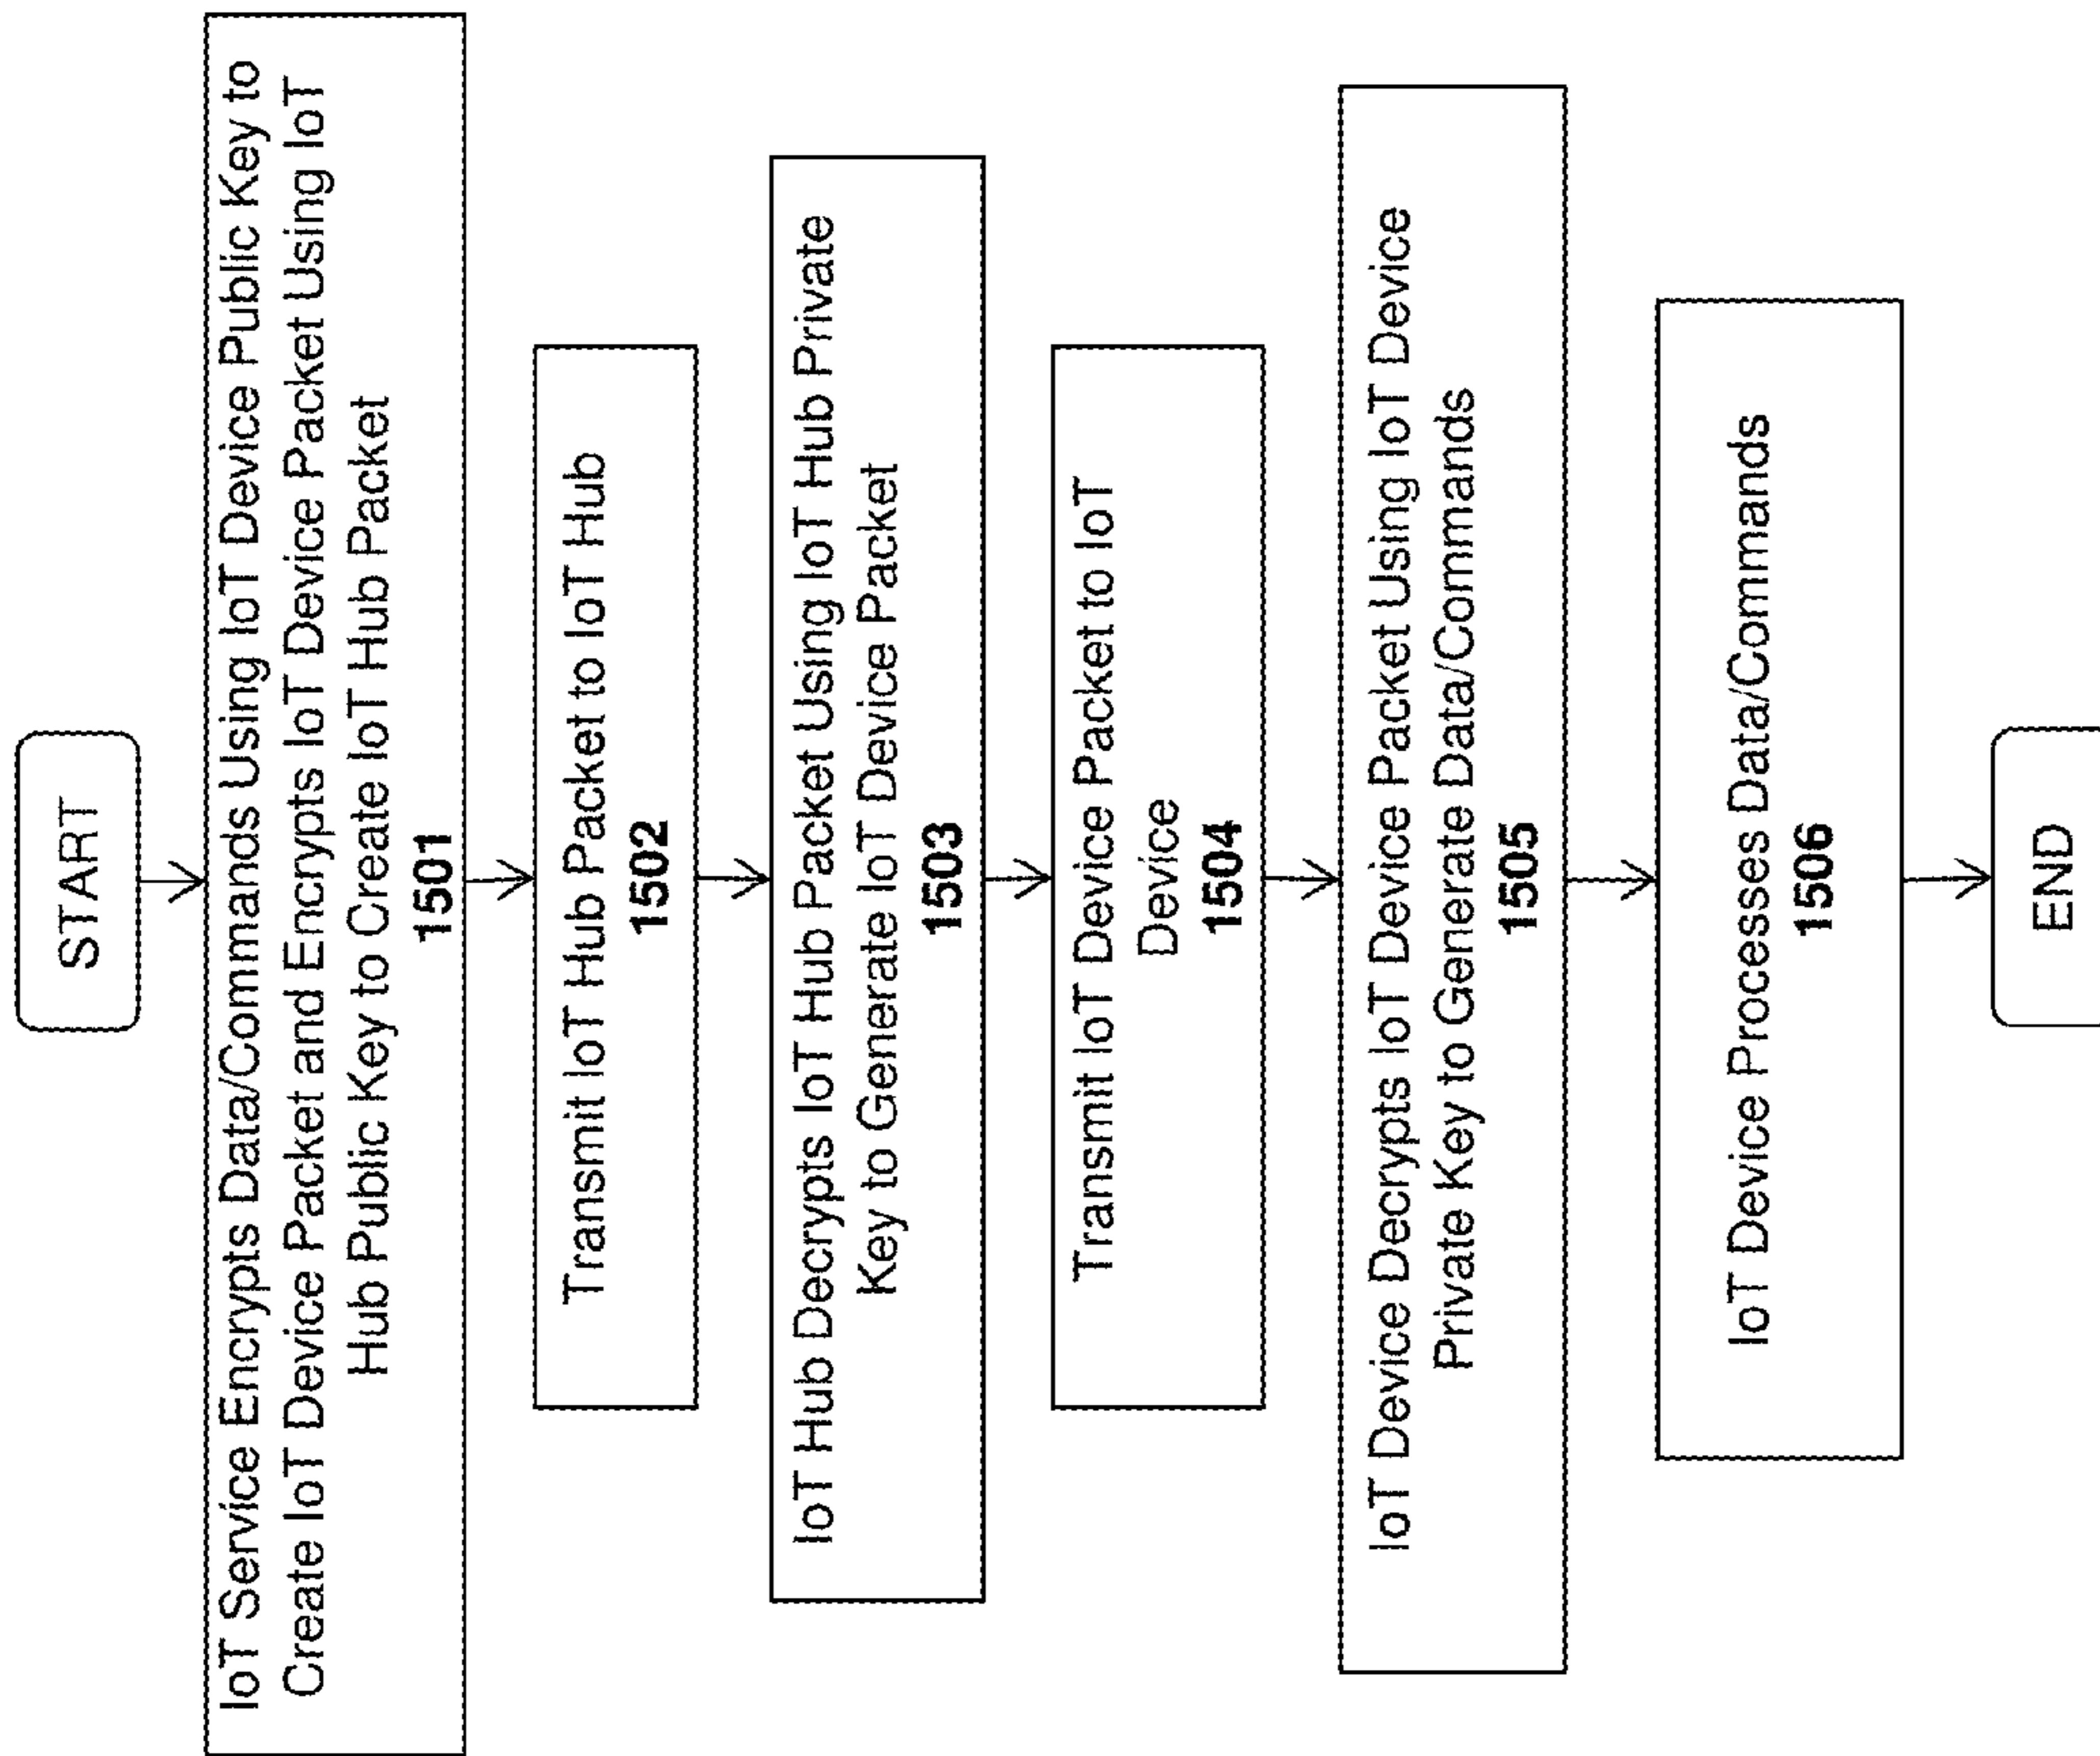 START
IoT Service Encrypts Data/Commands Using IoT Device Public Key to
Create IoT Device Packet and Encrypts IoT Device Packet Using IoT
Hub Public Key to Create IoT Hub Packet
1501
Transmit IoT Hub Packet to IoT Hub
1502
IoT Hub Decrypts IoT Hub Packet Using IoT Hub Private
Key to Generate IoT Device Packet
1503
Transmit IoT Device Packet to IoT
Device
1504
IoT Device Decrypts IoT Device Packet Using IoT Device
Private Key to Generate Data/Commands
1505
IoT Device Processes Data/Commands
1506
END